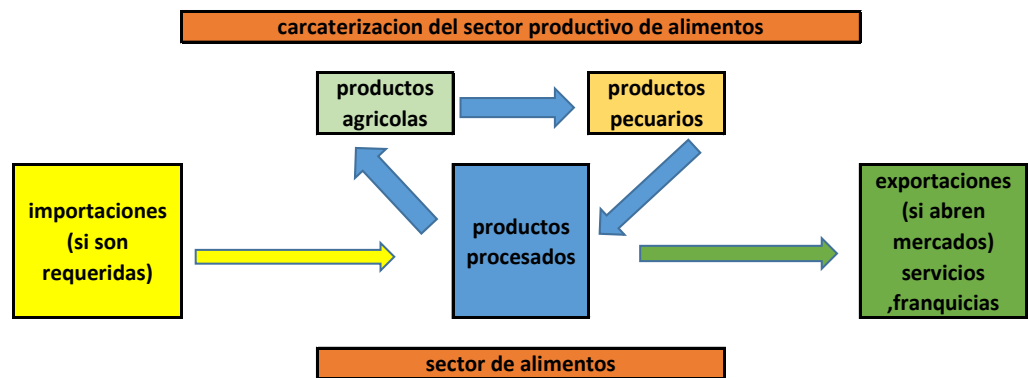 carcaterizacion del sector productivo de alimentos
productos
agricolas
productos
pecuarios
importaciones
(si son
requeridas)
productos
procesados
exportaciones
(si abren
mercados)
servicios
,franquicias
sector de alimentos